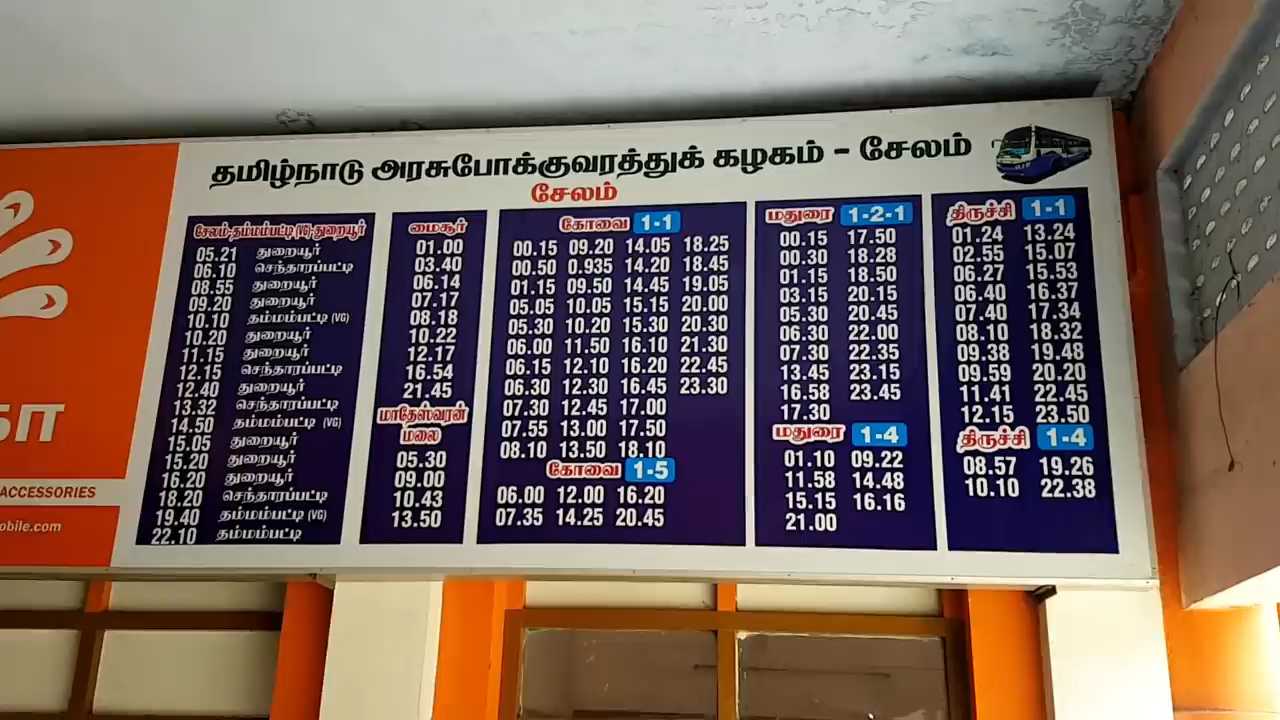 தமிழ்நாடு அரசுபோக்குவரத்துக் கழகம் - சேலம்
சேலம்
சேலம்-தம்மம்பட்டி (VG)-துறையூர்
05.21 துறையூர்
06.10 செந்தாரப்பட்டி
08.55 துறையூர்
09.20 துறையூர்
10.10 தம்மம்பட்டி (VG)
10.20 துறையூர்
11.15 துறையூர்
12.15 செந்தாரப்பட்டி
12.40 துறையூர்
13.32 செந்தாரப்பட்டி
14.50 தம்மம்பட்டி (VG)
15.05 துறையூர்
15.20 துறையூர்
16.20 துறையூர்
18.20 செந்தாரப்பட்டி
19.40 தம்மம்பட்டி (VG)
22.10 தம்மம்பட்டி
மைசூர்
01.00
03.40
06.14
07.17
08.18
10.22
12.17
16.54
21.45
மாதேஸ்வரன்
மலை
05.30
09.00
10.43
13.50
கோவை 1-1
00.15 09.20 14.05 18.25
00.50 0.935 14.20 18.45
01.15 09.50 14.45 19.05
05.05 10.05 15.15 20.00
05.30 10.20 15.30 20.30
06.00 11.50 16.10 21.30
06.15 12.10 16.20 22.45
06.30 12.30 16.45 23.30
07.30 12.45 17.00
07.55 13.00 17.50
08.10 13.50 18.10
கோவை 1-5
06.00 12.00 16.20
07.35 14.25 20.45
மதுரை 1-2-1
00.15 17.50
00.30 18.28
01.15 18.50
03.15 20.15
05.30 20.45
06.30 22.00
07.30 22.35
13.45 23.15
16.58 23.45
17.30
மதுரை 1-4
01.10 09.22
11.58 14.48
15.15 16.16
21.00
திருச்சி 1-1
01.24 13.24
02.55 15.07
06.27 15.53
06.40 16.37
07.40 17.34
08.10 18.32
09.38 19.48
09.59 20.20
11.41 22.45
12.15 23.50
திருச்சி 1-4
08.57 19.26
10.10 22.38
ACCESSORIES
obile.com